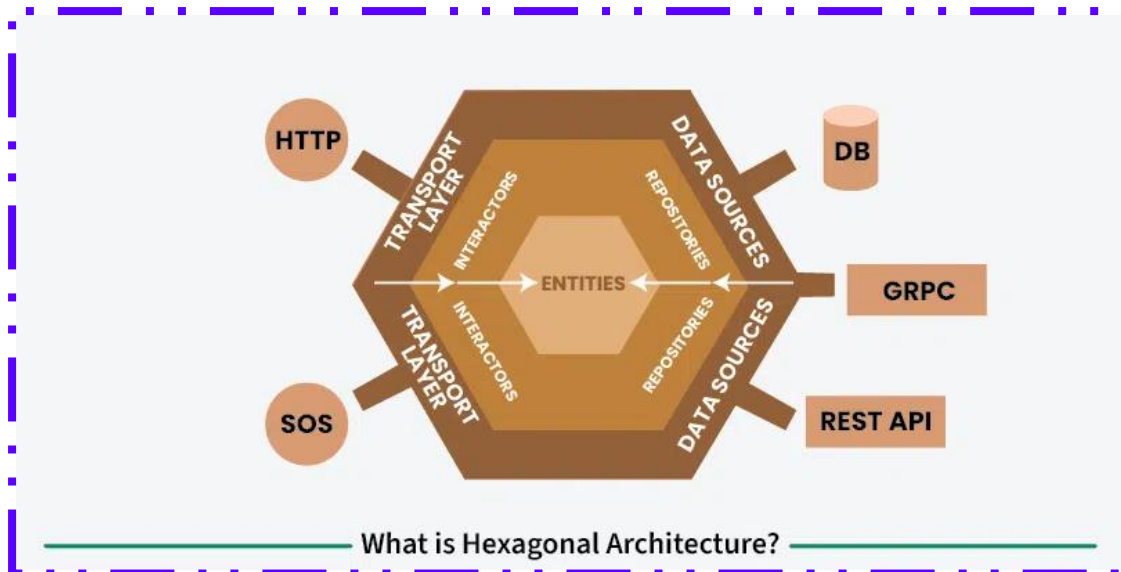 HTTP
TRANSPORT
LAYER
INTERACTORS
REPOSITORIES
DATA SOURCES
DB
ENTITIES
GRPC
TRANSPORT
LAYER
INTERACTORS
REPOSITORIES
DATA SOURCES
SOS
REST API
What is Hexagonal Architecture?